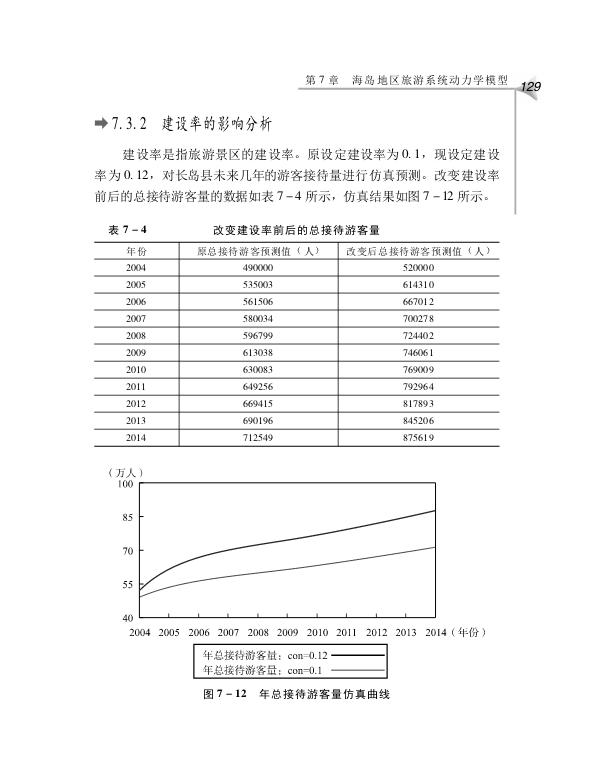 第 7 章 海岛地区旅游系统动力学模型
129
7.3.2 建设率的影响分析
建设率是指旅游景区的建设率。原设定建设率为 0.1，现设定建设
率为 0.12，对长岛县未来几年的游客接待量进行仿真预测。改变建设率
前后的总接待游客量的数据如表 7－4 所示，仿真结果如图 7－12 所示。
表 7－4 改变建设率前后的总接待游客量
年份 原总接待游客预测值（人） 改变后总接待游客预测值（人）
2004 490000 520000
2005 535003 614310
2006 561506 667012
2007 580034 700278
2008 596799 724402
2009 613038 746061
2010 630083 769009
2011 649256 792964
2012 669415 817893
2013 690196 845206
2014 712549 875619
（万人）
100
85
70
55
40
2004 2005 2006 2007 2008 2009 2010 2011 2012 2013 2014（年份）
年总接待游客量：con=0.12
年总接待游客量：con=0.1
图 7－12 年总接待游客量仿真曲线